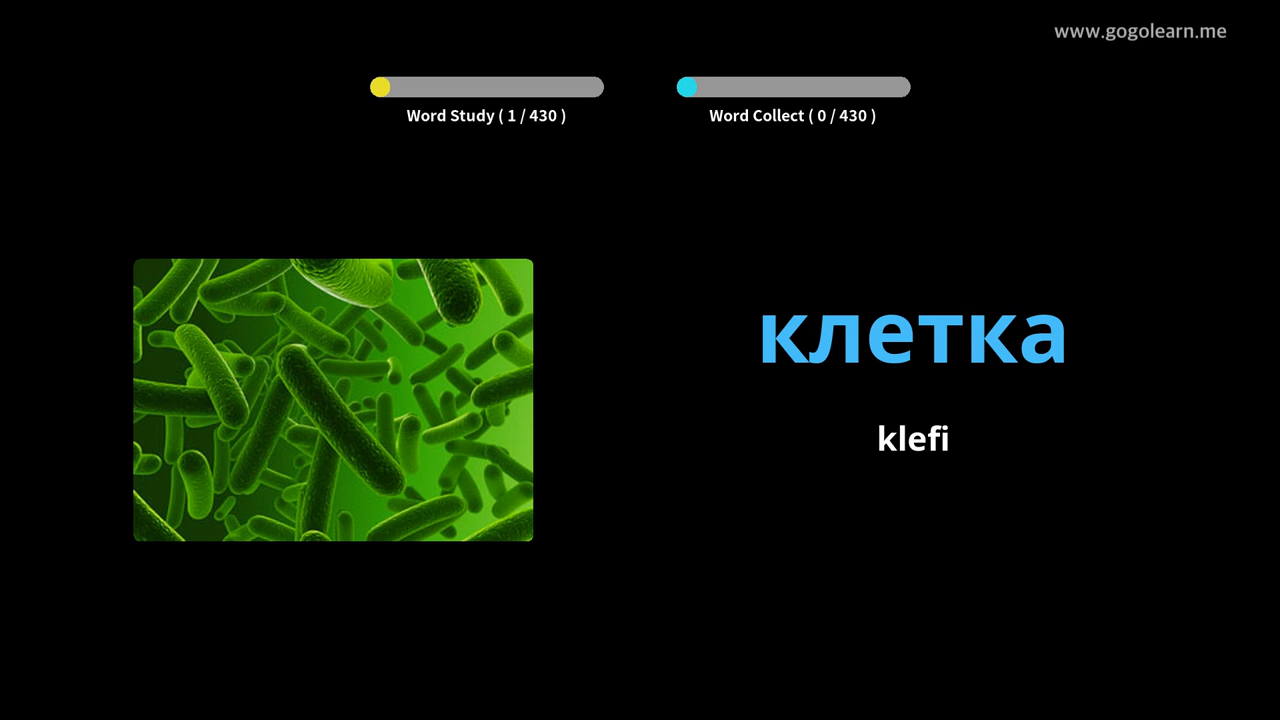 www.gogolearn.me
Word Study ( 1 / 430 )
Word Collect ( 0 / 430 )
клетка
klefi